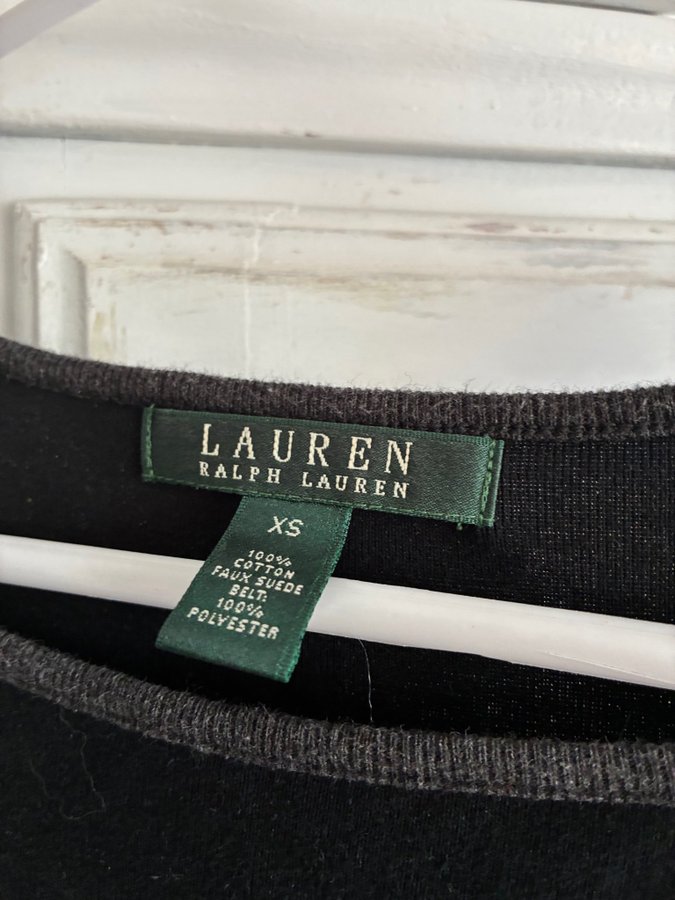 LAUREN
RALPH LAUREN
XS
100%
COTTON
FAUX SUEDE
BELT:
100%
POLYESTER